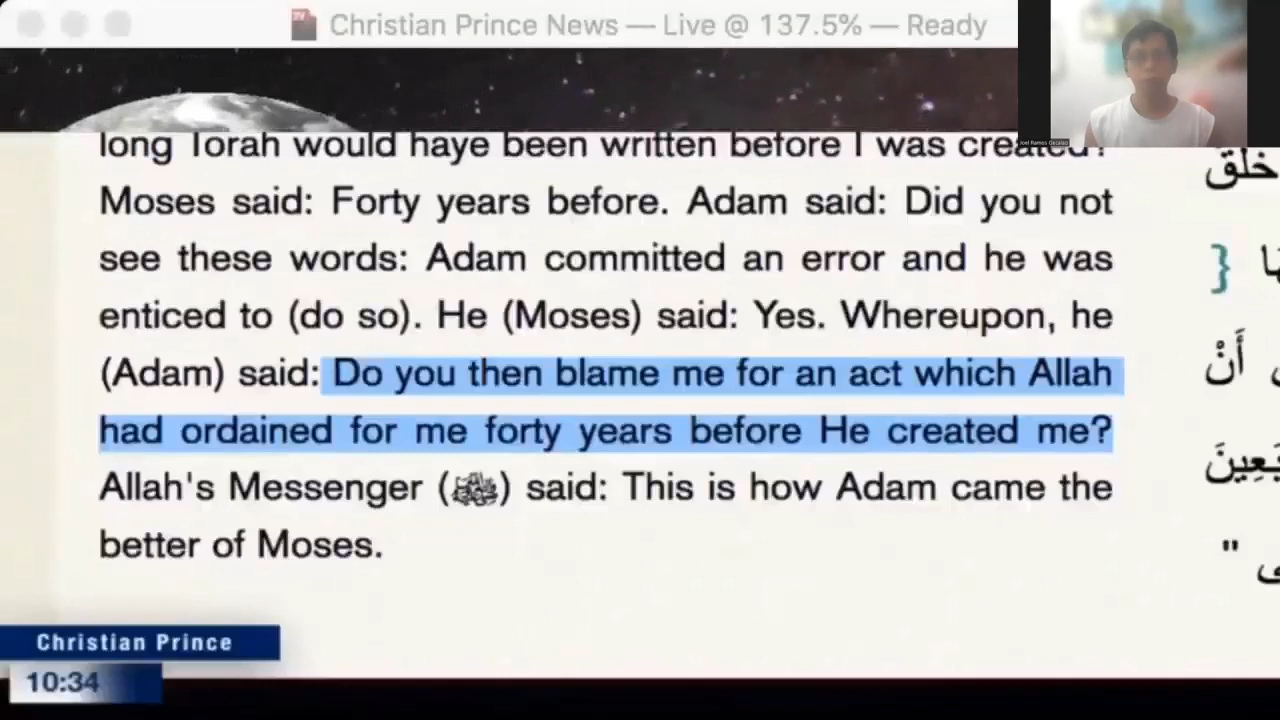 Christian Prince News — Live @ 137.5% — Ready
long Torah would have been written before I was created?
Moses said: Forty years before. Adam said: Did you not
see these words: Adam committed an error and he was
enticed to (do so). He (Moses) said: Yes. Whereupon, he
(Adam) said: Do you then blame me for an act which Allah
had ordained for me forty years before He created me?
Allah's Messenger (ﷺ) said: This is how Adam came the
better of Moses.
خلق
{
أَنْ
"
Christian Prince
10:34